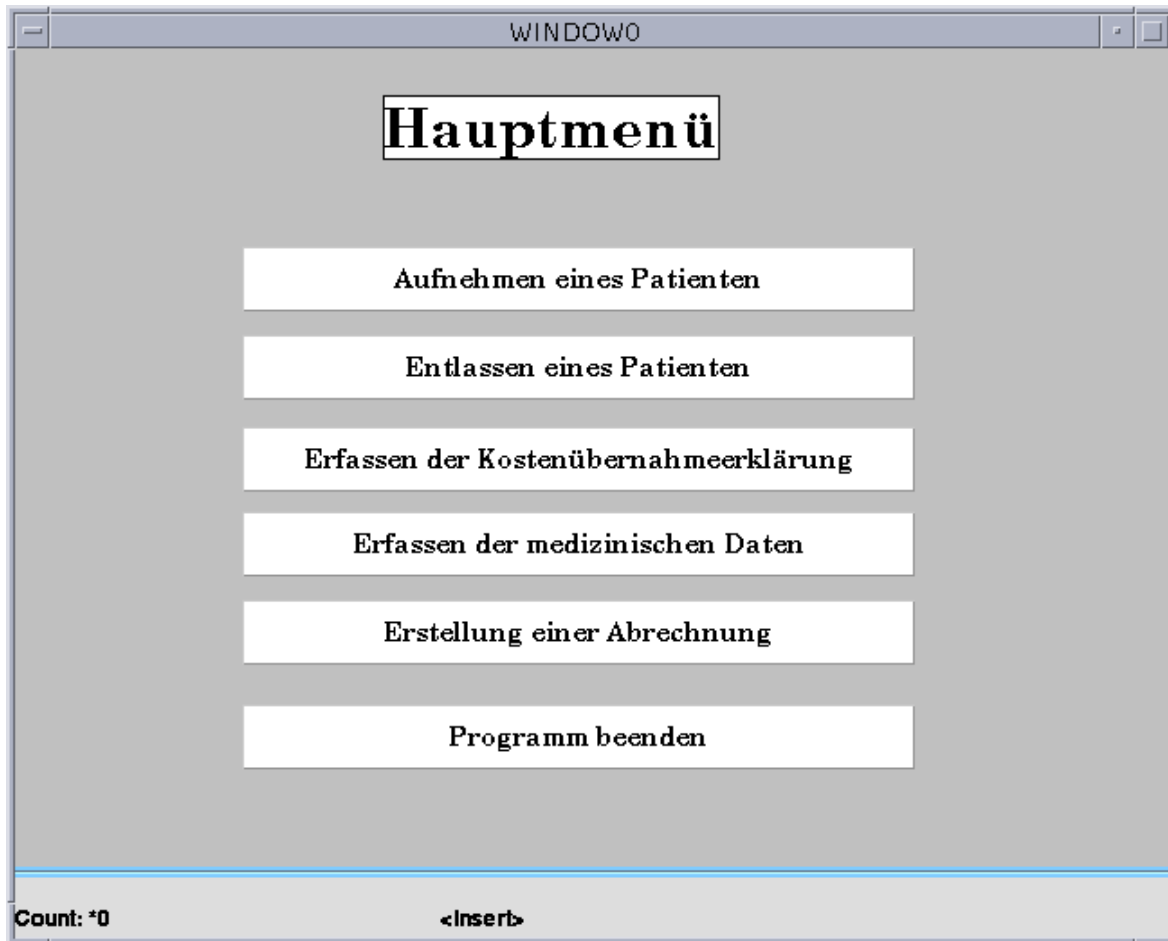 WINDOW0
Hauptmenü
Aufnehmen eines Patienten
Entlassen eines Patienten
Erfassen der Kostenübernahmeerklärung
Erfassen der medizinischen Daten
Erstellung einer Abrechnung
Programm beenden
Count: *0 <Insert>